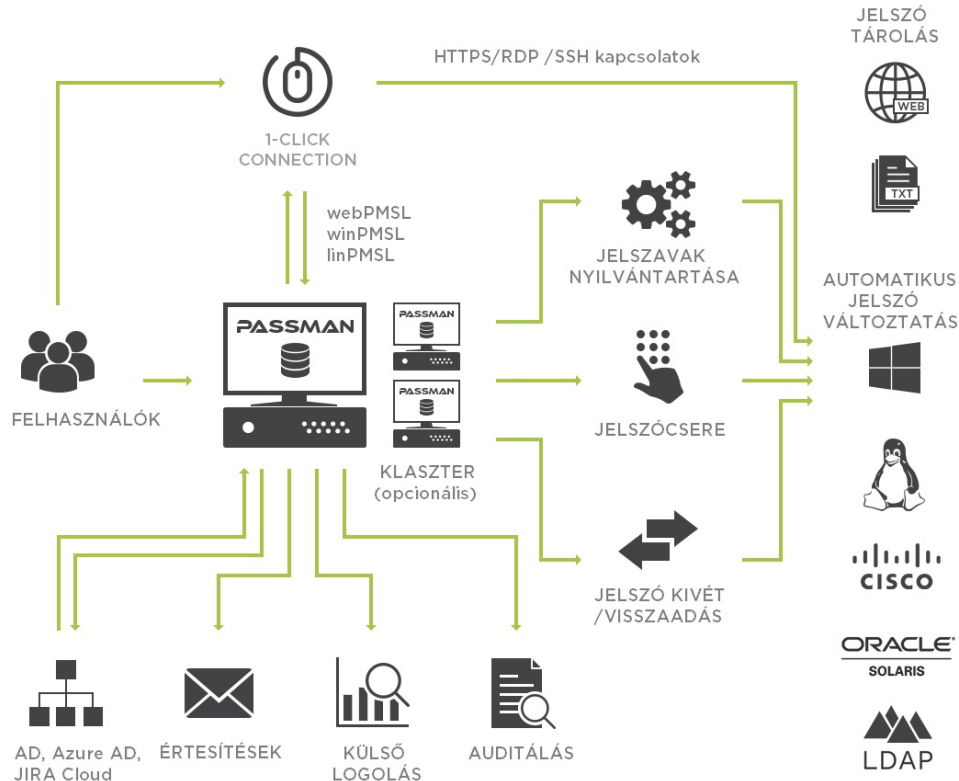 JELSZÓ
TÁROLÁS
HTTPS/RDP /SSH kapcsolatok
WEB
1-CLICK
CONNECTION
TXT
webPMSL
winPMSL
linPMSL
JELSZAVAK
NYILVÁNTARTÁSA
AUTOMATIKUS
JELSZÓ
VÁLTOZTATÁS
PASSMAN
PASSMAN
PASSMAN
FELHASZNÁLÓK
JELSZÓCSERE
KLASZTER
(opcionális)
CISCO
JELSZÓ KIVÉT
/VISSZAADÁS
ORACLE
SOLARIS
AD, Azure AD,
JIRA Cloud
ÉRTESÍTÉSEK
KÜLSŐ
LOGOLÁS
AUDITÁLÁS
LDAP